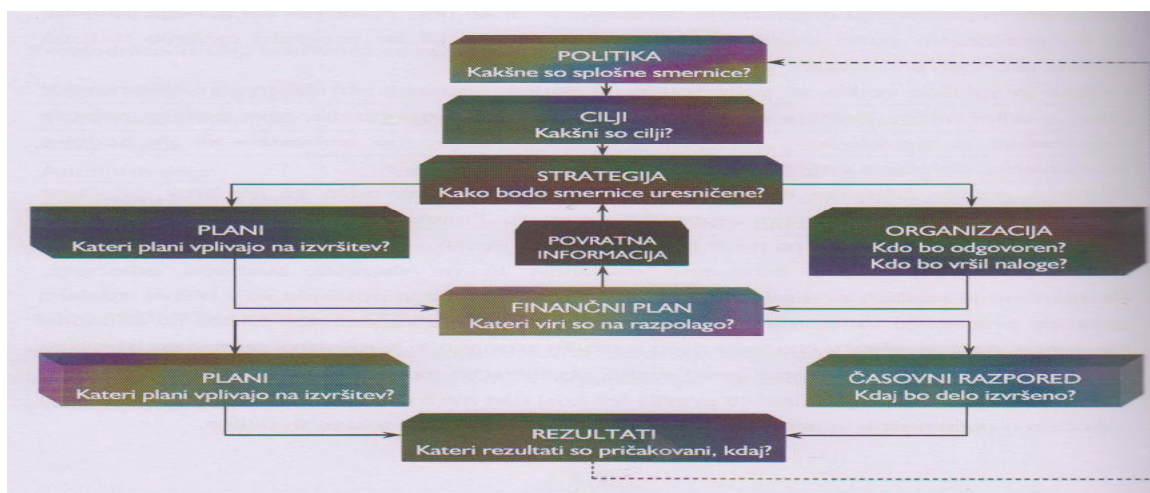 POLITIKA
Kakšne so splošne smernice?
CILJI
Kakšni so cilji?
STRATEGIJA
Kako bodo smernice uresničene?
PLANI
Kateri plani vplivajo na izvršitev?
POVRATNA
INFORMACIJA
ORGANIZACIJA
Kdo bo odgovoren?
Kdo bo vršil naloge?
FINANČNI PLAN
Kateri viri so na razpolago?
PLANI
Kateri plani vplivajo na izvršitev?
ČASOVNI RAZPORED
Kdaj bo delo izvršeno?
REZULTATI
Kateri rezultati so pričakovani, kdaj?